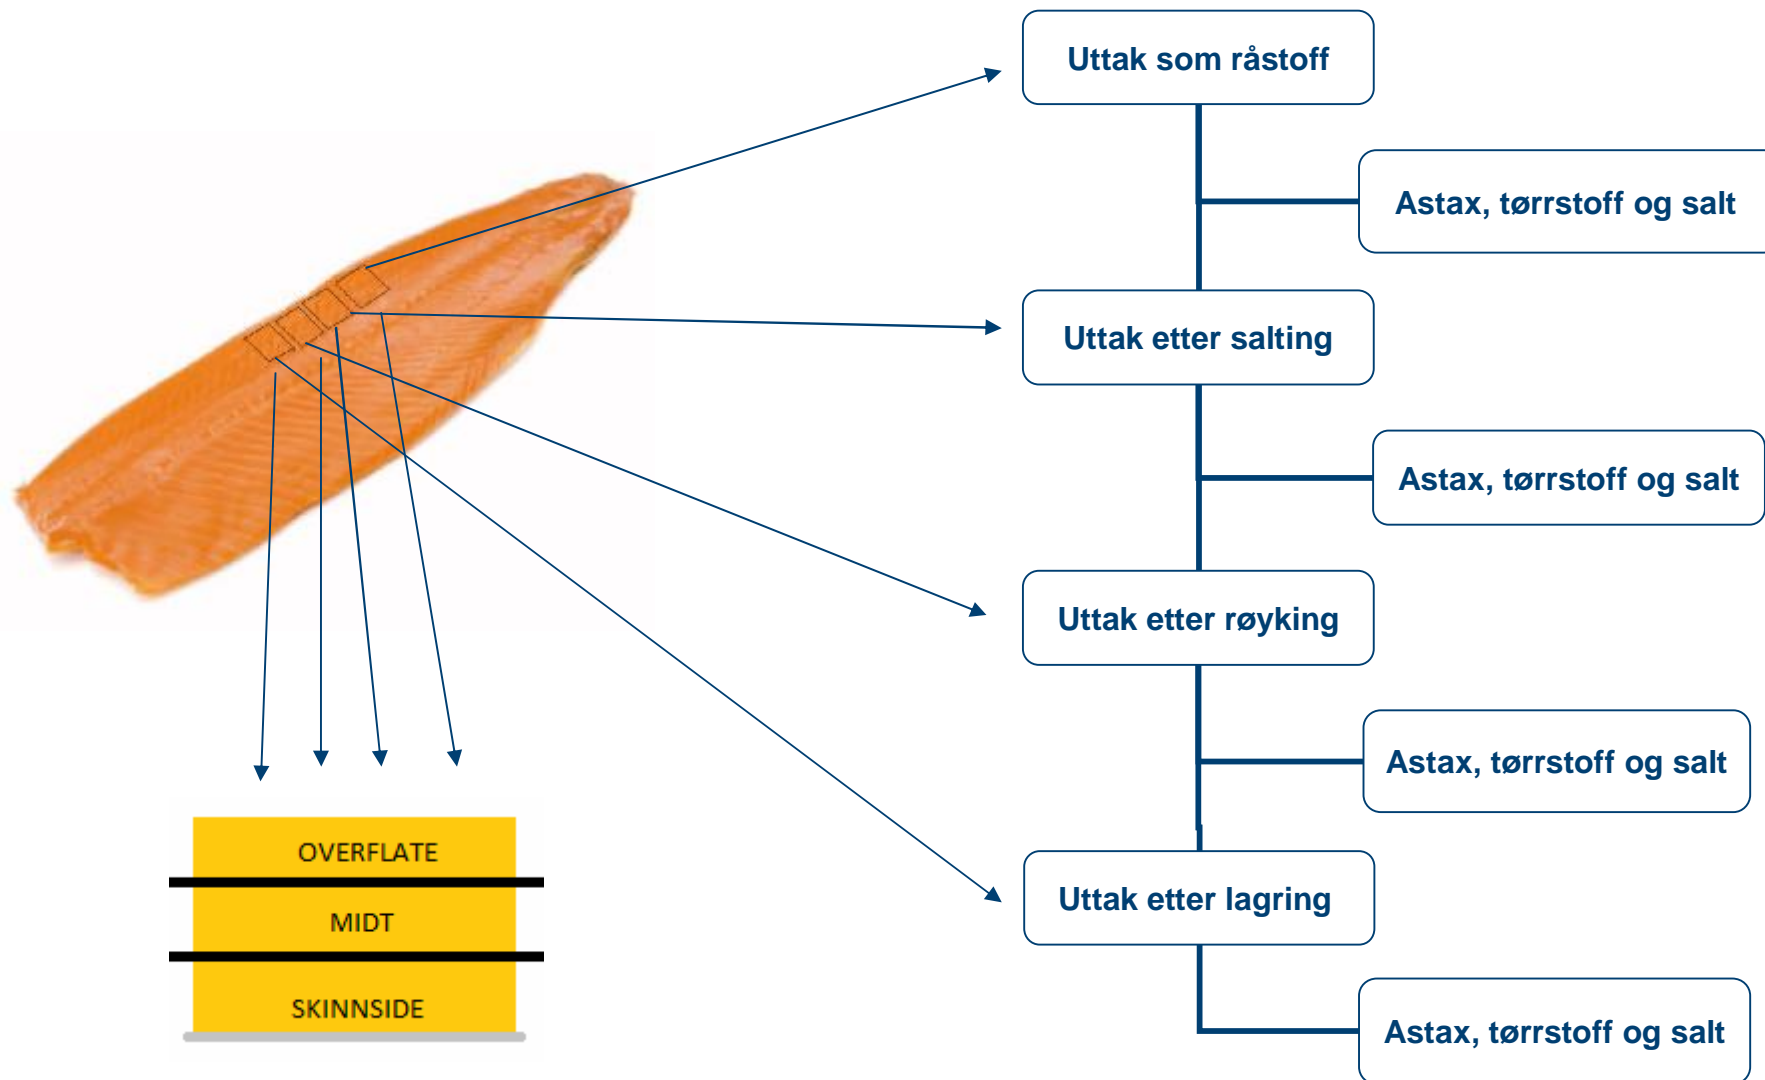 Uttak som råstoff
Astax, tørrstoff og salt
Uttak etter salting
Astax, tørrstoff og salt
Uttak etter røyking
Astax, tørrstoff og salt
Uttak etter lagring
Astax, tørrstoff og salt
OVERFLATE
MIDT
SKINNSIDE